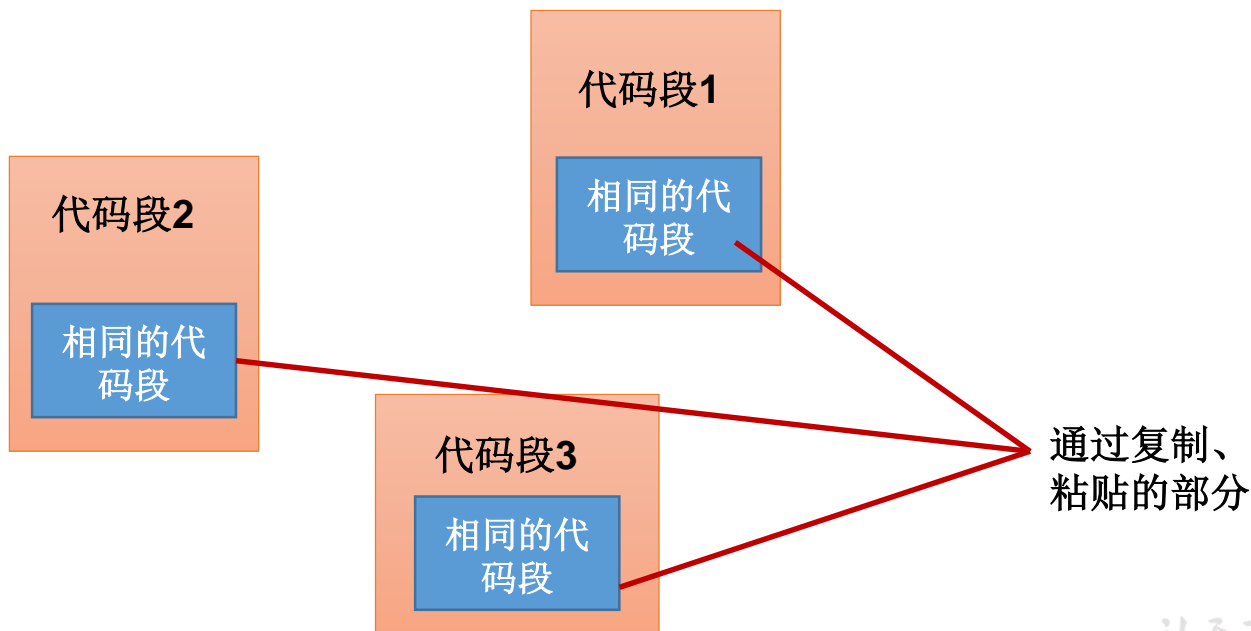 代码段1
相同的代
码段
代码段2
相同的代
码段
代码段3
相同的代
码段
通过复制、
粘贴的部分